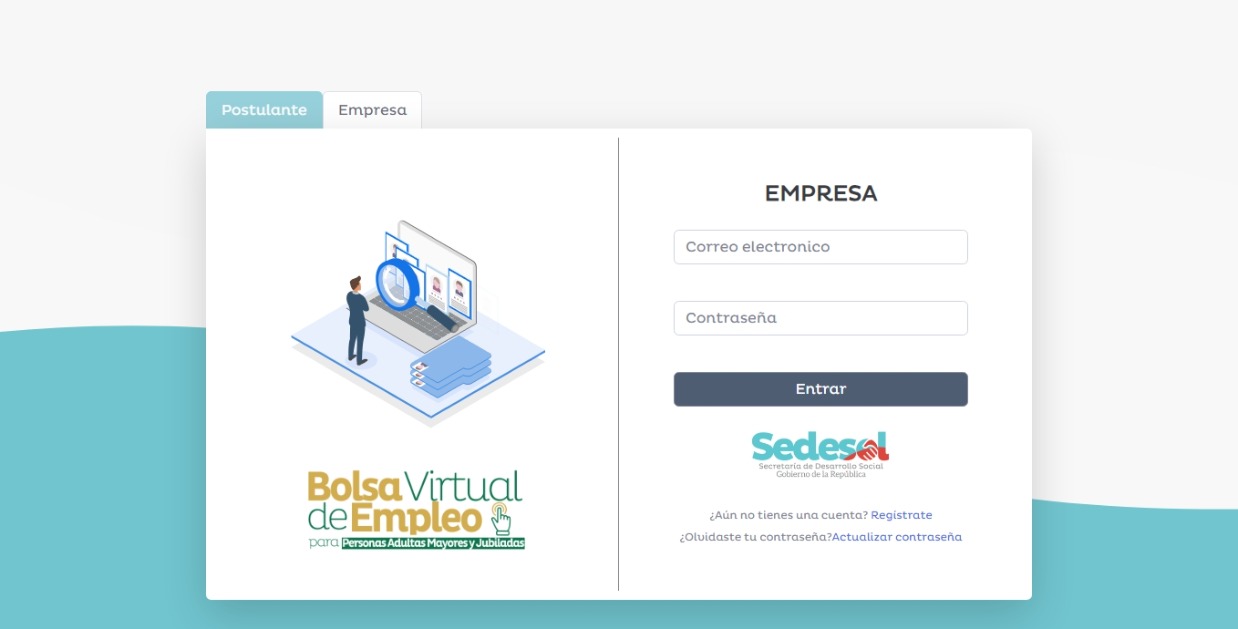 Postulante
Empresa
Bolsa Virtual
de Empleo
para Personas Adultas Mayores y Jubiladas
EMPRESA
Correo electronico
Contraseña
Entrar
Sedesol
Secretaría de Desarrollo Social
Gobierno de la República
¿Aún no tienes una cuenta? Regístrate
¿Olvidaste tu contraseña?Actualizar contraseña